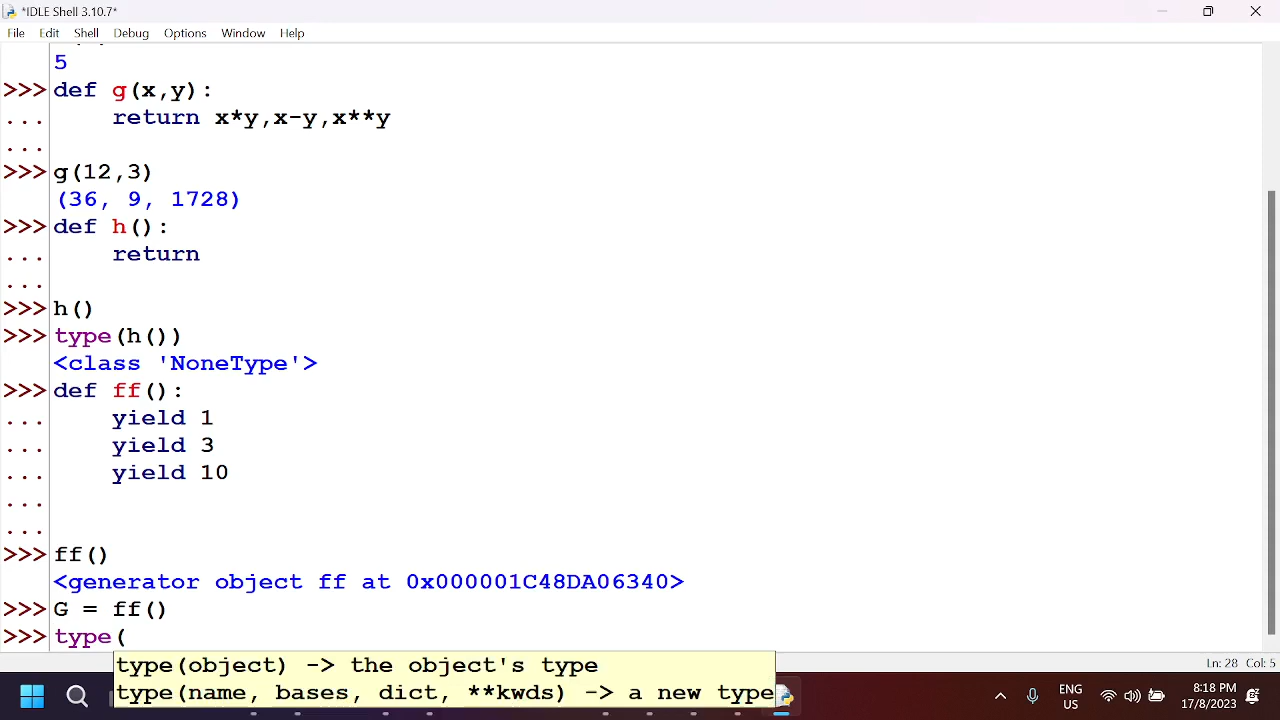 *IDLE Shell 3.10.7*
File Edit Shell Debug Options Window Help
5
>>> def g(x,y):
...     return x*y,x-y,x**y
...
>>> g(12,3)
(36, 9, 1728)
>>> def h():
...     return
...
>>> h()
>>> type(h())
<class 'NoneType'>
>>> def ff():
...     yield 1
...     yield 3
...     yield 10
...
...
>>> ff()
<generator object ff at 0x000001C48DA06340>
>>> G = ff()
>>> type(
type(object) -> the object's type
type(name, bases, dict, **kwds) -> a new type
Ln: 28 Col: 5
ENG
US
8:18 PM
17/8/2023